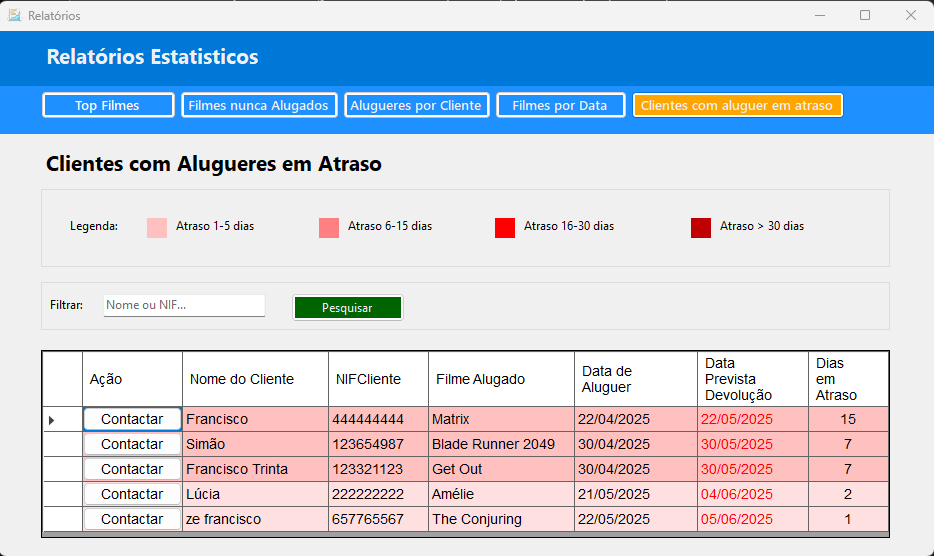 Relatórios
Relatórios Estatisticos
Top Filmes Filmes nunca Alugados Alugueres por Cliente Filmes por Data Clientes com aluguer em atraso
Clientes com Alugueres em Atraso
Legenda: Atraso 1-5 dias Atraso 6-15 dias Atraso 16-30 dias Atraso > 30 dias
Filtrar: Nome ou NIF... Pesquisar
Ação Nome do Cliente NIFCliente Filme Alugado Data de Aluguer Data Prevista Devolução Dias em Atraso
Contactar Francisco 444444444 Matrix 22/04/2025 22/05/2025 15
Contactar Simão 123654987 Blade Runner 2049 30/04/2025 30/05/2025 7
Contactar Francisco Trinta 123321123 Get Out 30/04/2025 30/05/2025 7
Contactar Lúcia 222222222 Amélie 21/05/2025 04/06/2025 2
Contactar ze francisco 657765567 The Conjuring 22/05/2025 05/06/2025 1